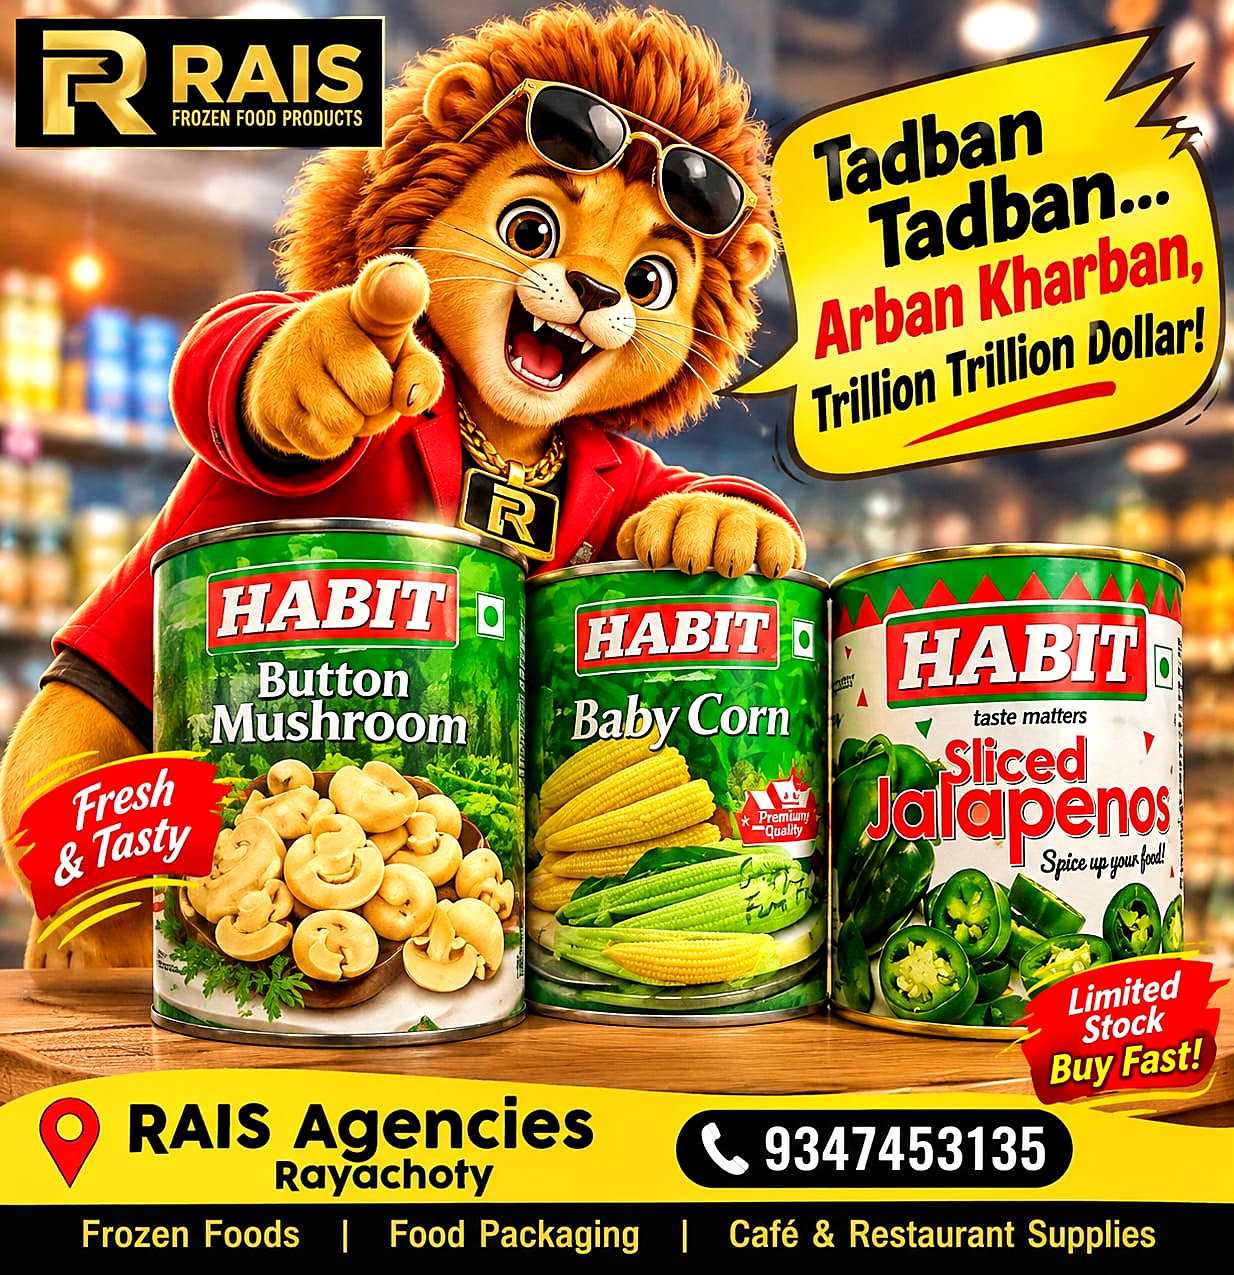 R RAIS
FROZEN FOOD PRODUCTS
Tadban
Tadban...
Arban Kharban,
Trillion Trillion Dollar!
R
HABIT
Button
Mushroom
HABIT
Baby Corn
Premium
Quality
HABIT
taste matters
Sliced
Jalapenos
Spice up your food!
Fresh
& Tasty
Limited
Stock
Buy Fast!
RAIS Agencies
Rayachoty
9347453135
Frozen Foods | Food Packaging | Café & Restaurant Supplies